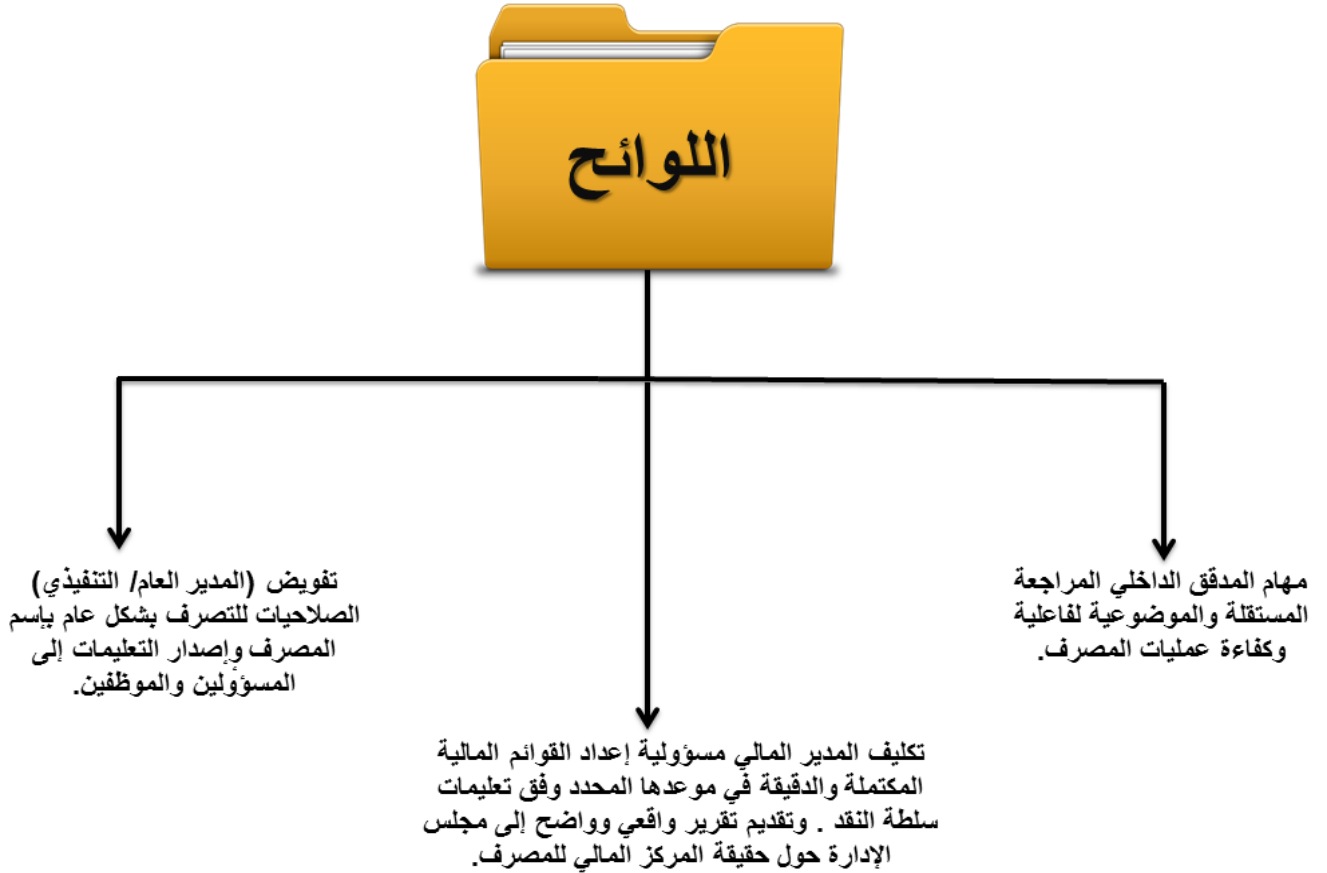 اللوائح
مهام المدقق الداخلي المراجعة
المستقلة والموضوعية لفاعلية
وكفاءة عمليات المصرف.
تكليف المدير المالي مسؤولية إعداد القوائم المالية
المكتملة والدقيقة في موعدها المحدد وفق تعليمات
سلطة النقد . وتقديم تقرير واقعي وواضح إلى مجلس
الإدارة حول حقيقة المركز المالي للمصرف.
تفويض (المدير العام/ التنفيذي)
الصلاحيات للتصرف بشكل عام بإسم
المصرف وإصدار التعليمات إلى
المسؤولين والموظفين.